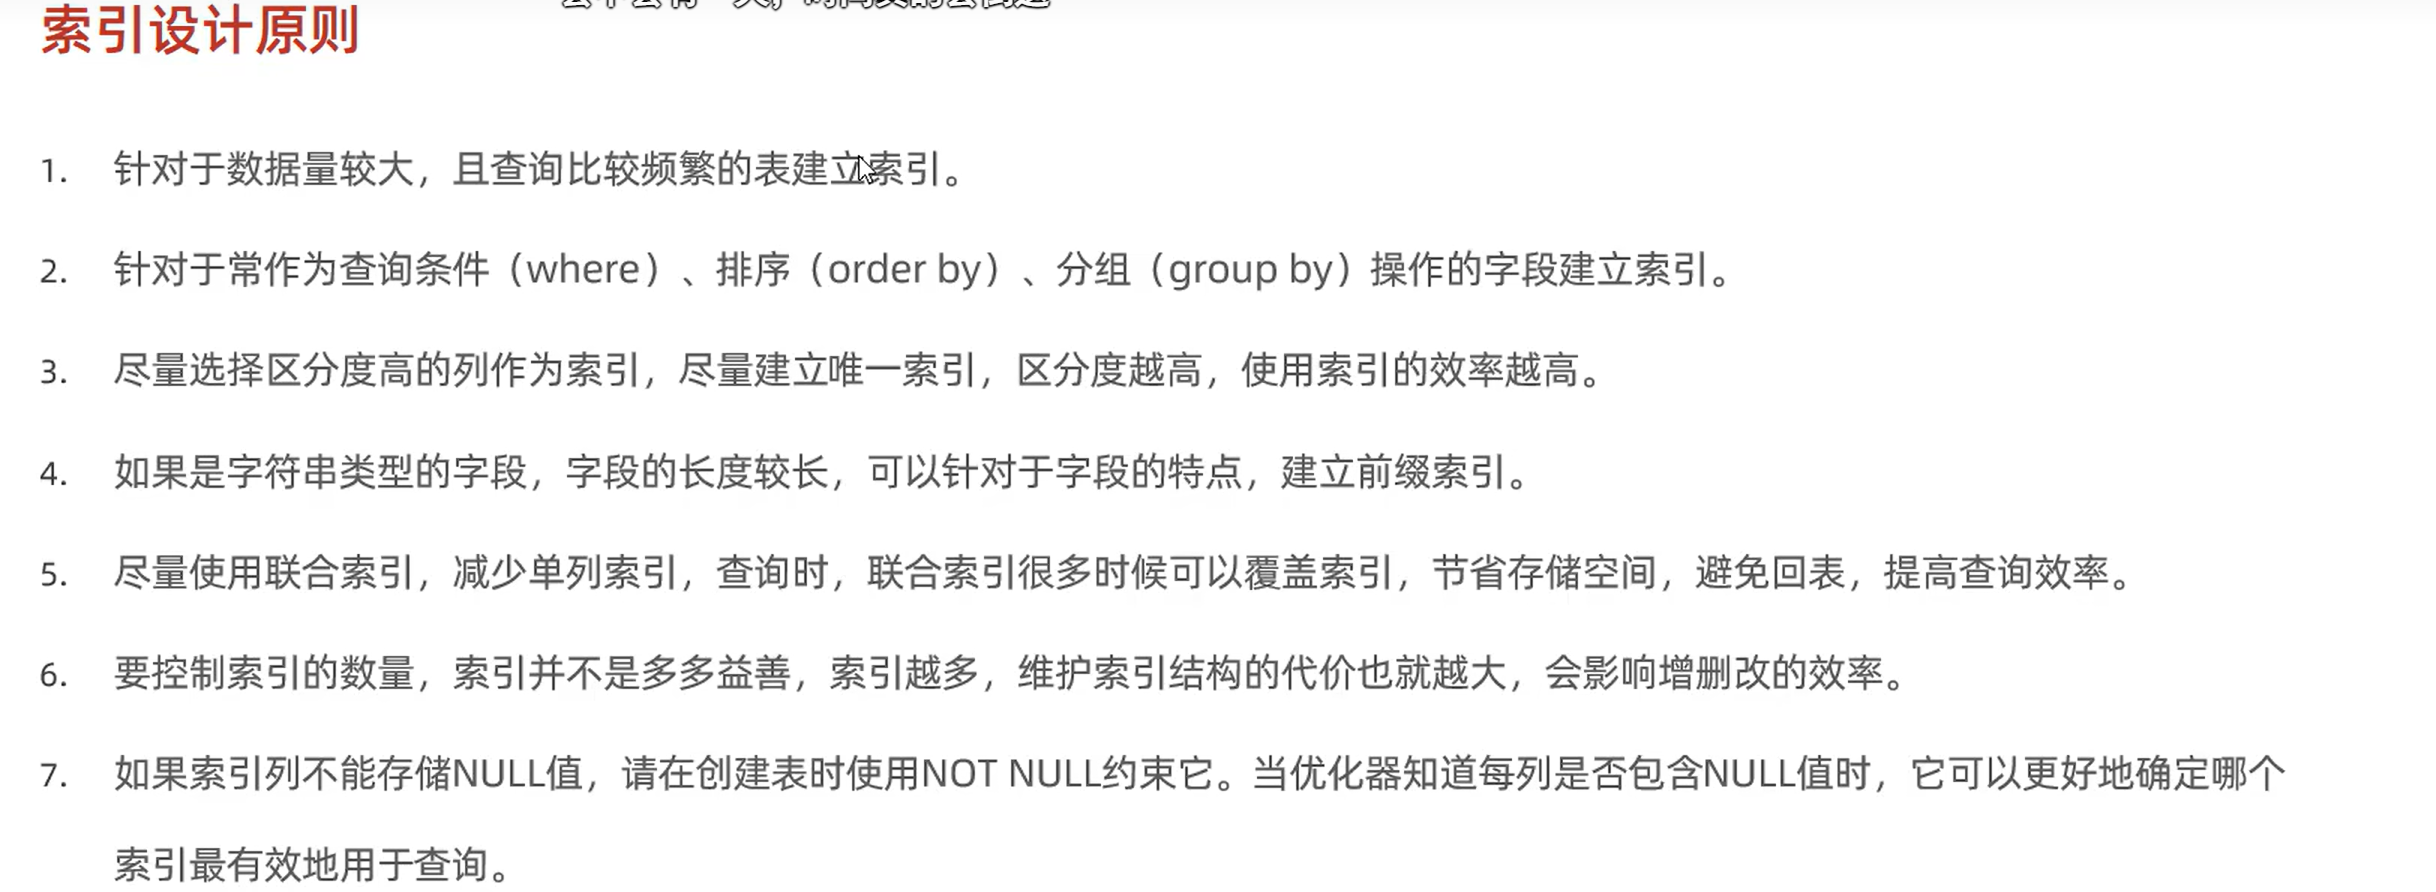 索引设计原则
1. 针对于数据量较大，且查询比较频繁的表建立索引。
2. 针对于常作为查询条件（where）、排序（order by）、分组（group by）操作的字段建立索引。
3. 尽量选择区分度高的列作为索引，尽量建立唯一索引，区分度越高，使用索引的效率越高。
4. 如果是字符串类型的字段，字段的长度较长，可以针对于字段的特点，建立前缀索引。
5. 尽量使用联合索引，减少单列索引，查询时，联合索引很多时候可以覆盖索引，节省存储空间，避免回表，提高查询效率。
6. 要控制索引的数量，索引并不是多多益善，索引越多，维护索引结构的代价也就越大，会影响增删改的效率。
7. 如果索引列不能存储NULL值，请在创建表时使用NOT NULL约束它。当优化器知道每列是否包含NULL值时，它可以更好地确定哪个
索引最有效地用于查询。